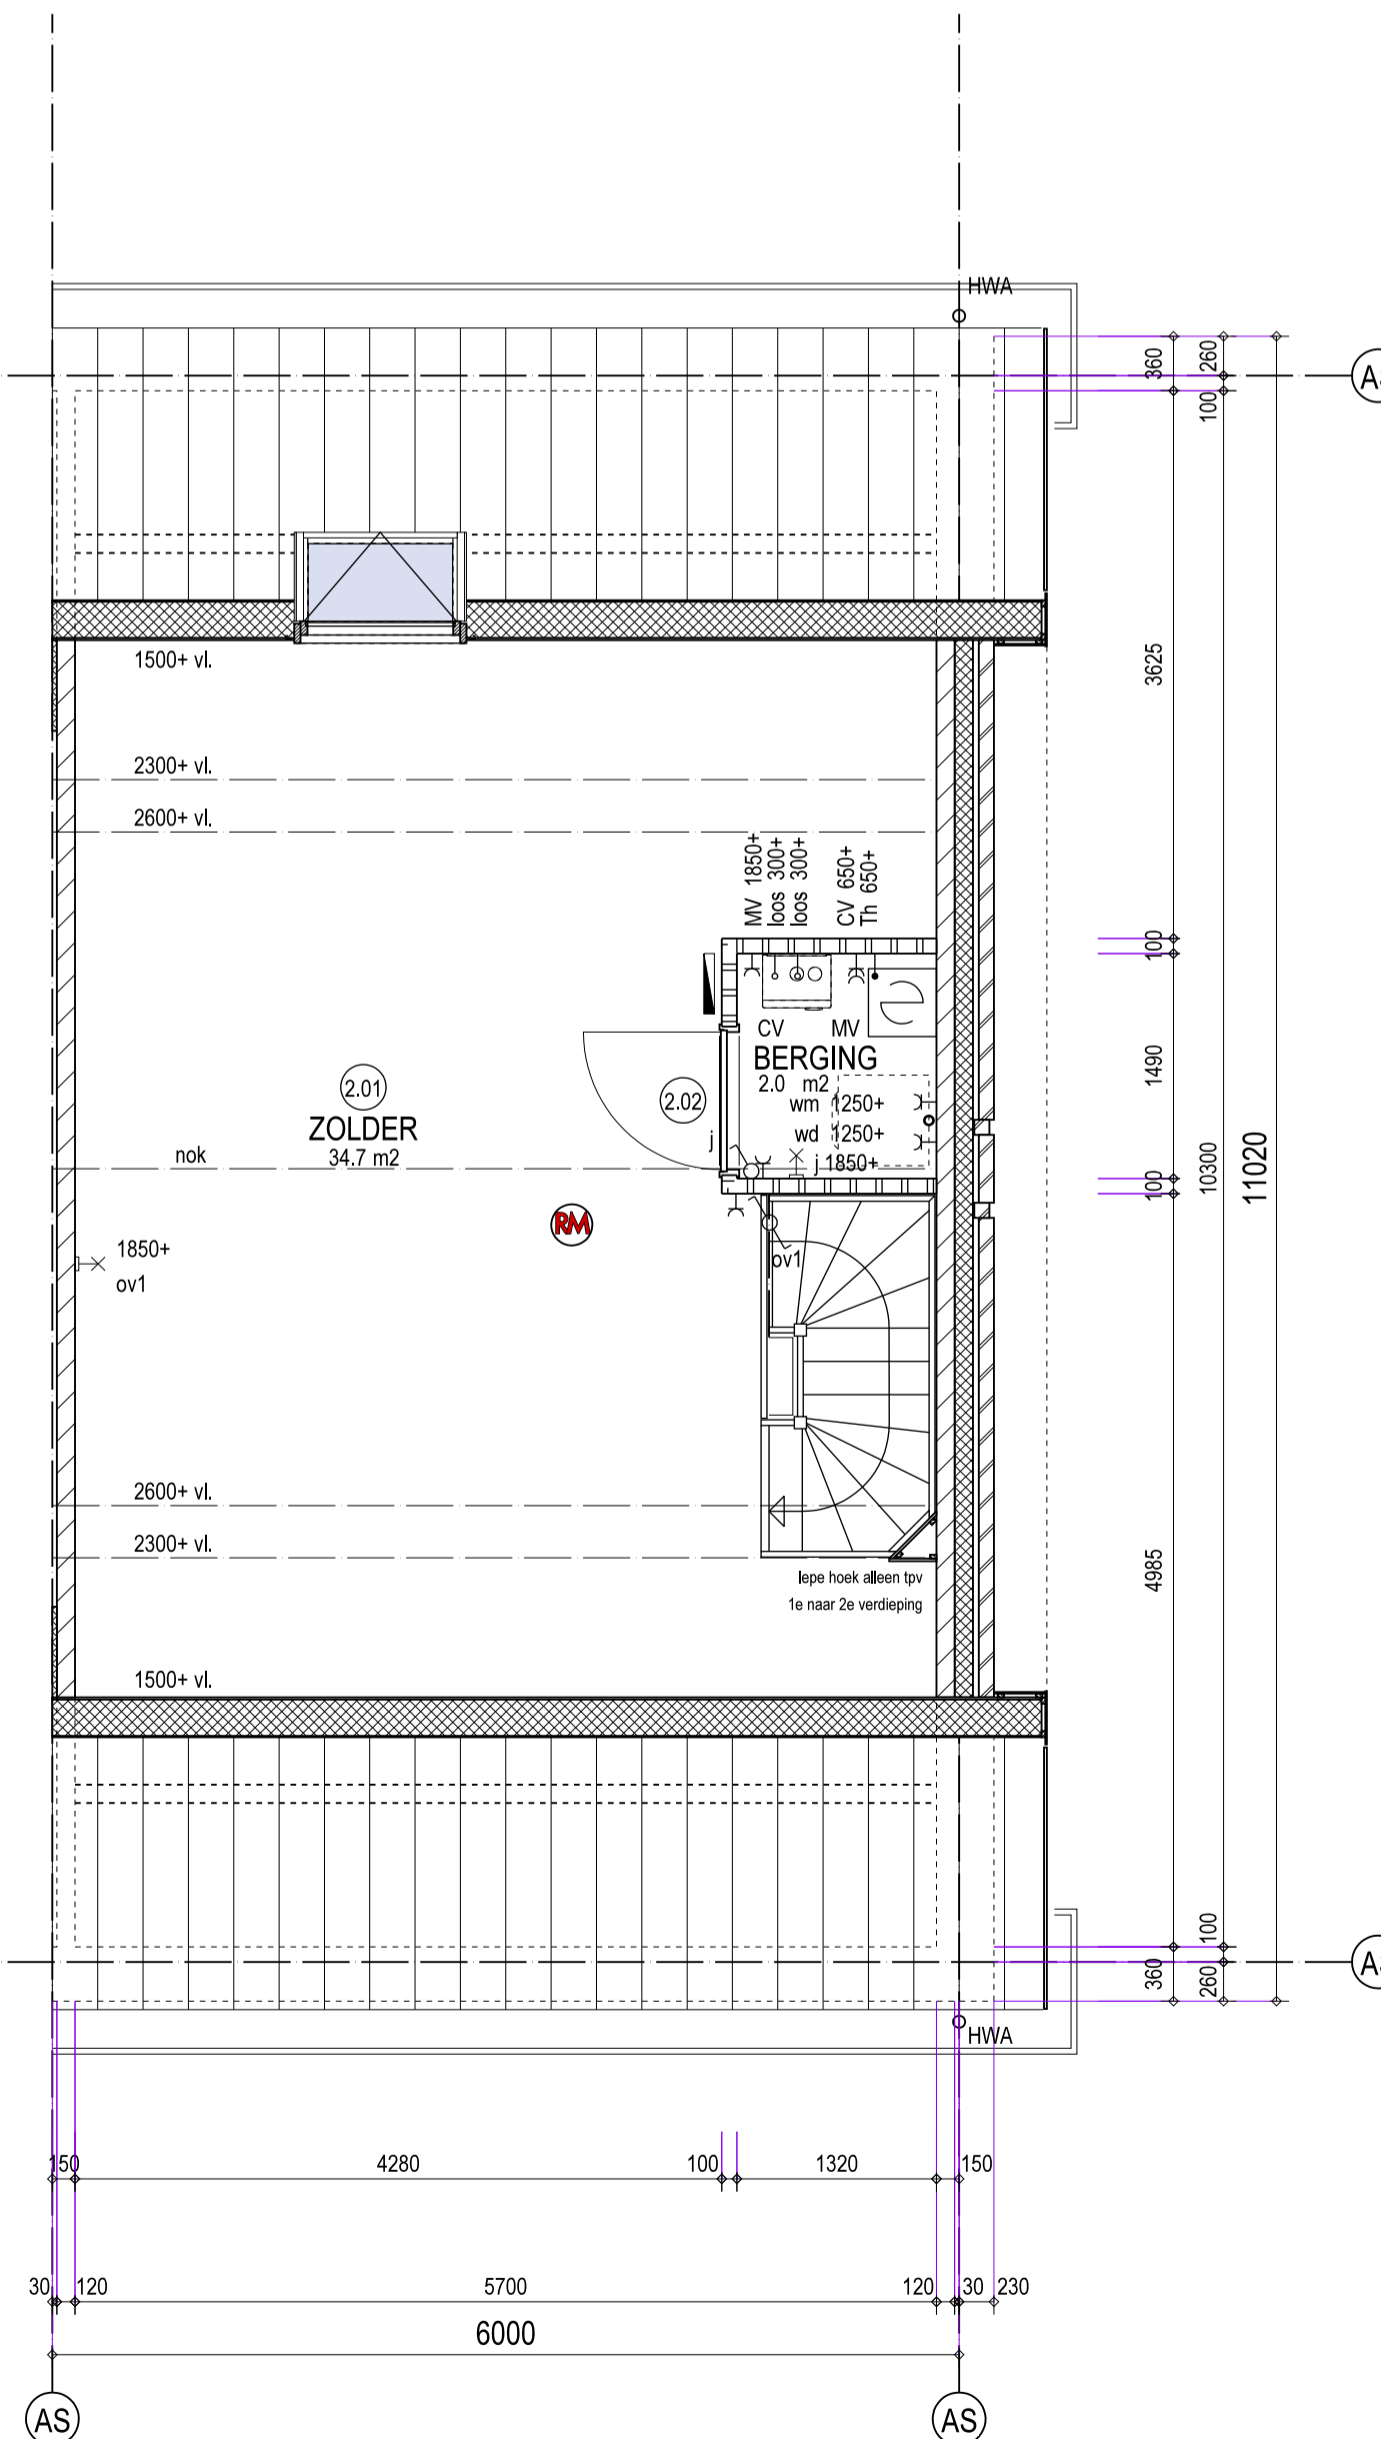 HWA
360
260
100
1500+ vl.
3625
2300+ vl.
2600+ vl.
MV 1850+
loos 300+
loos 300+
CV 650+
Th 650+
100
CV
MV
BERGING
2.0 m2
1490
2.01
ZOLDER
34.7 m2
2.02
wm 1250+
wd 1250+
j
j 1850+
nok
100
10300
11020
RM
1850+
ov1
ov1
2600+ vl.
2300+ vl.
lepe hoek alleen tpv
1e naar 2e verdieping
4985
1500+ vl.
100
360
260
HWA
150
4280
100
1320
150
30
120
5700
120
30
230
6000
AS
AS